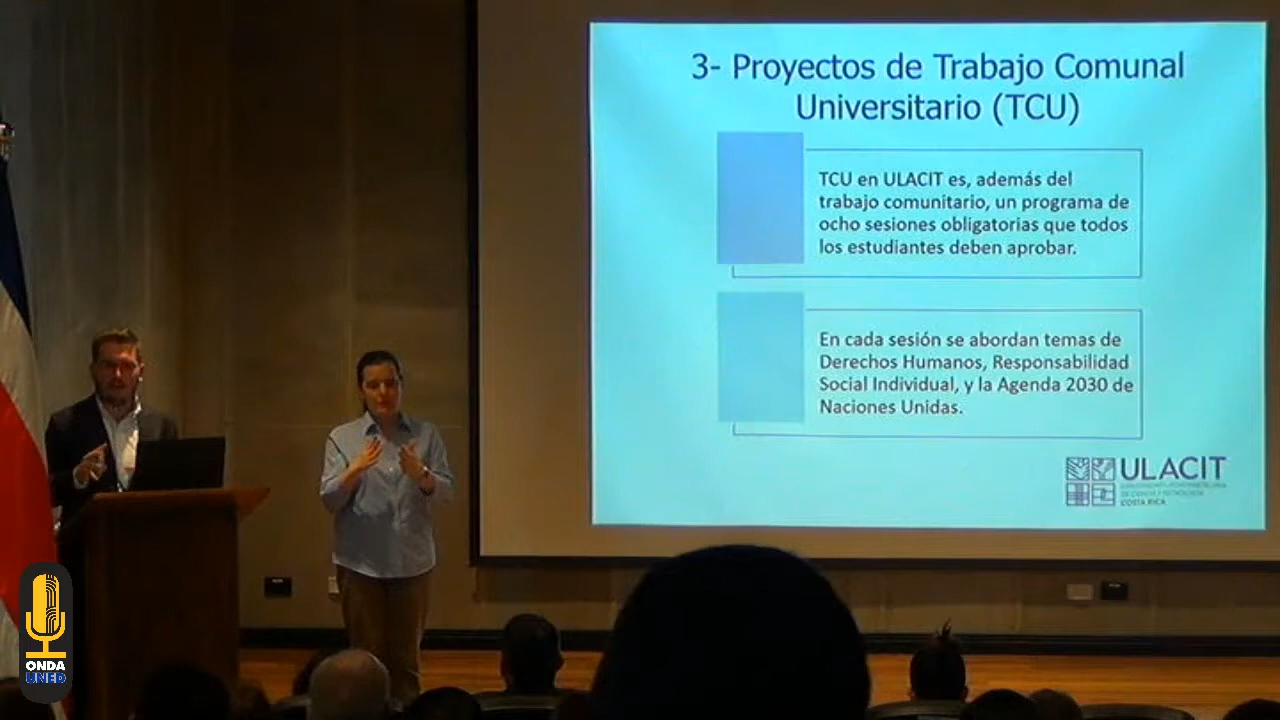 3- Proyectos de Trabajo Comunal
Universitario (TCU)
TCU en ULACIT es, además del
trabajo comunitario, un programa de
ocho sesiones obligatorias que todos
los estudiantes deben aprobar.
En cada sesión se abordan temas de
Derechos Humanos, Responsabilidad
Social Individual, y la Agenda 2030 de
Naciones Unidas.
ULACIT
COSTA RICA
ONDA
UNED